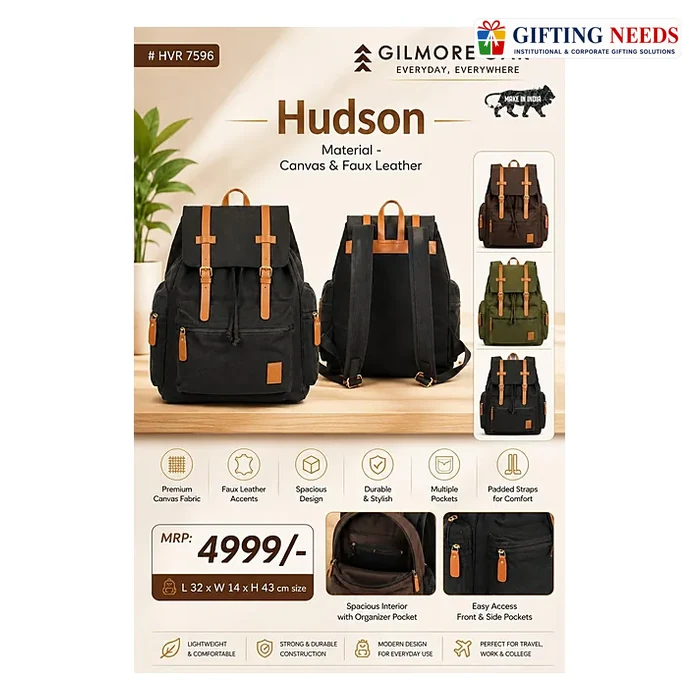 GIFTING NEEDS
INSTITUTIONAL & CORPORATE GIFTING SOLUTIONS
# HVR 7596
GILMORE
EVERYDAY, EVERYWHERE
MAKE IN INDIA
Hudson
Material -
Canvas & Faux Leather
Premium
Canvas Fabric
Faux Leather
Accents
Spacious
Design
Durable
& Stylish
Multiple
Pockets
Padded Straps
for Comfort
MRP: 4999/-
L 32 x W 14 x H 43 cm size
Spacious Interior
with Organizer Pocket
Easy Access
Front & Side Pockets
LIGHTWEIGHT
& COMFORTABLE
STRONG & DURABLE
CONSTRUCTION
MODERN DESIGN
FOR EVERYDAY USE
PERFECT FOR TRAVEL,
WORK & COLLEGE